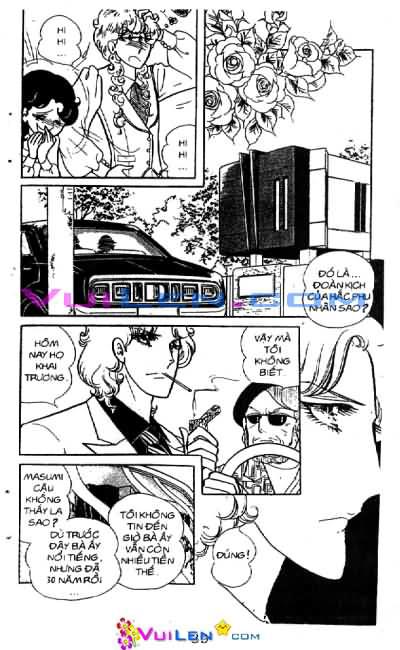 HI
HI
...
HI
HI
...
ĐÓ LÀ...
ĐOÀN KỊCH
CỦA HẮC PHU
NHÂN SAO?
VUILEN.COM
HÔM
NAY HỌ
KHAI
TRƯƠNG.
VẬY MÀ
TÔI
KHÔNG
BIẾT.
MASUMI
CẬU
KHÔNG
THẤY LẠ
SAO?
DÙ TRƯỚC
ĐÂY BÀ ẤY
NỔI TIẾNG,
NHƯNG ĐÃ
30 NĂM RỒI
...
TÔI KHÔNG
TIN ĐẾN
GIỜ BÀ ẤY
VẪN CÒN
NHIỀU TIỀN
THẾ.
ĐÚNG!
VUILEN.COM